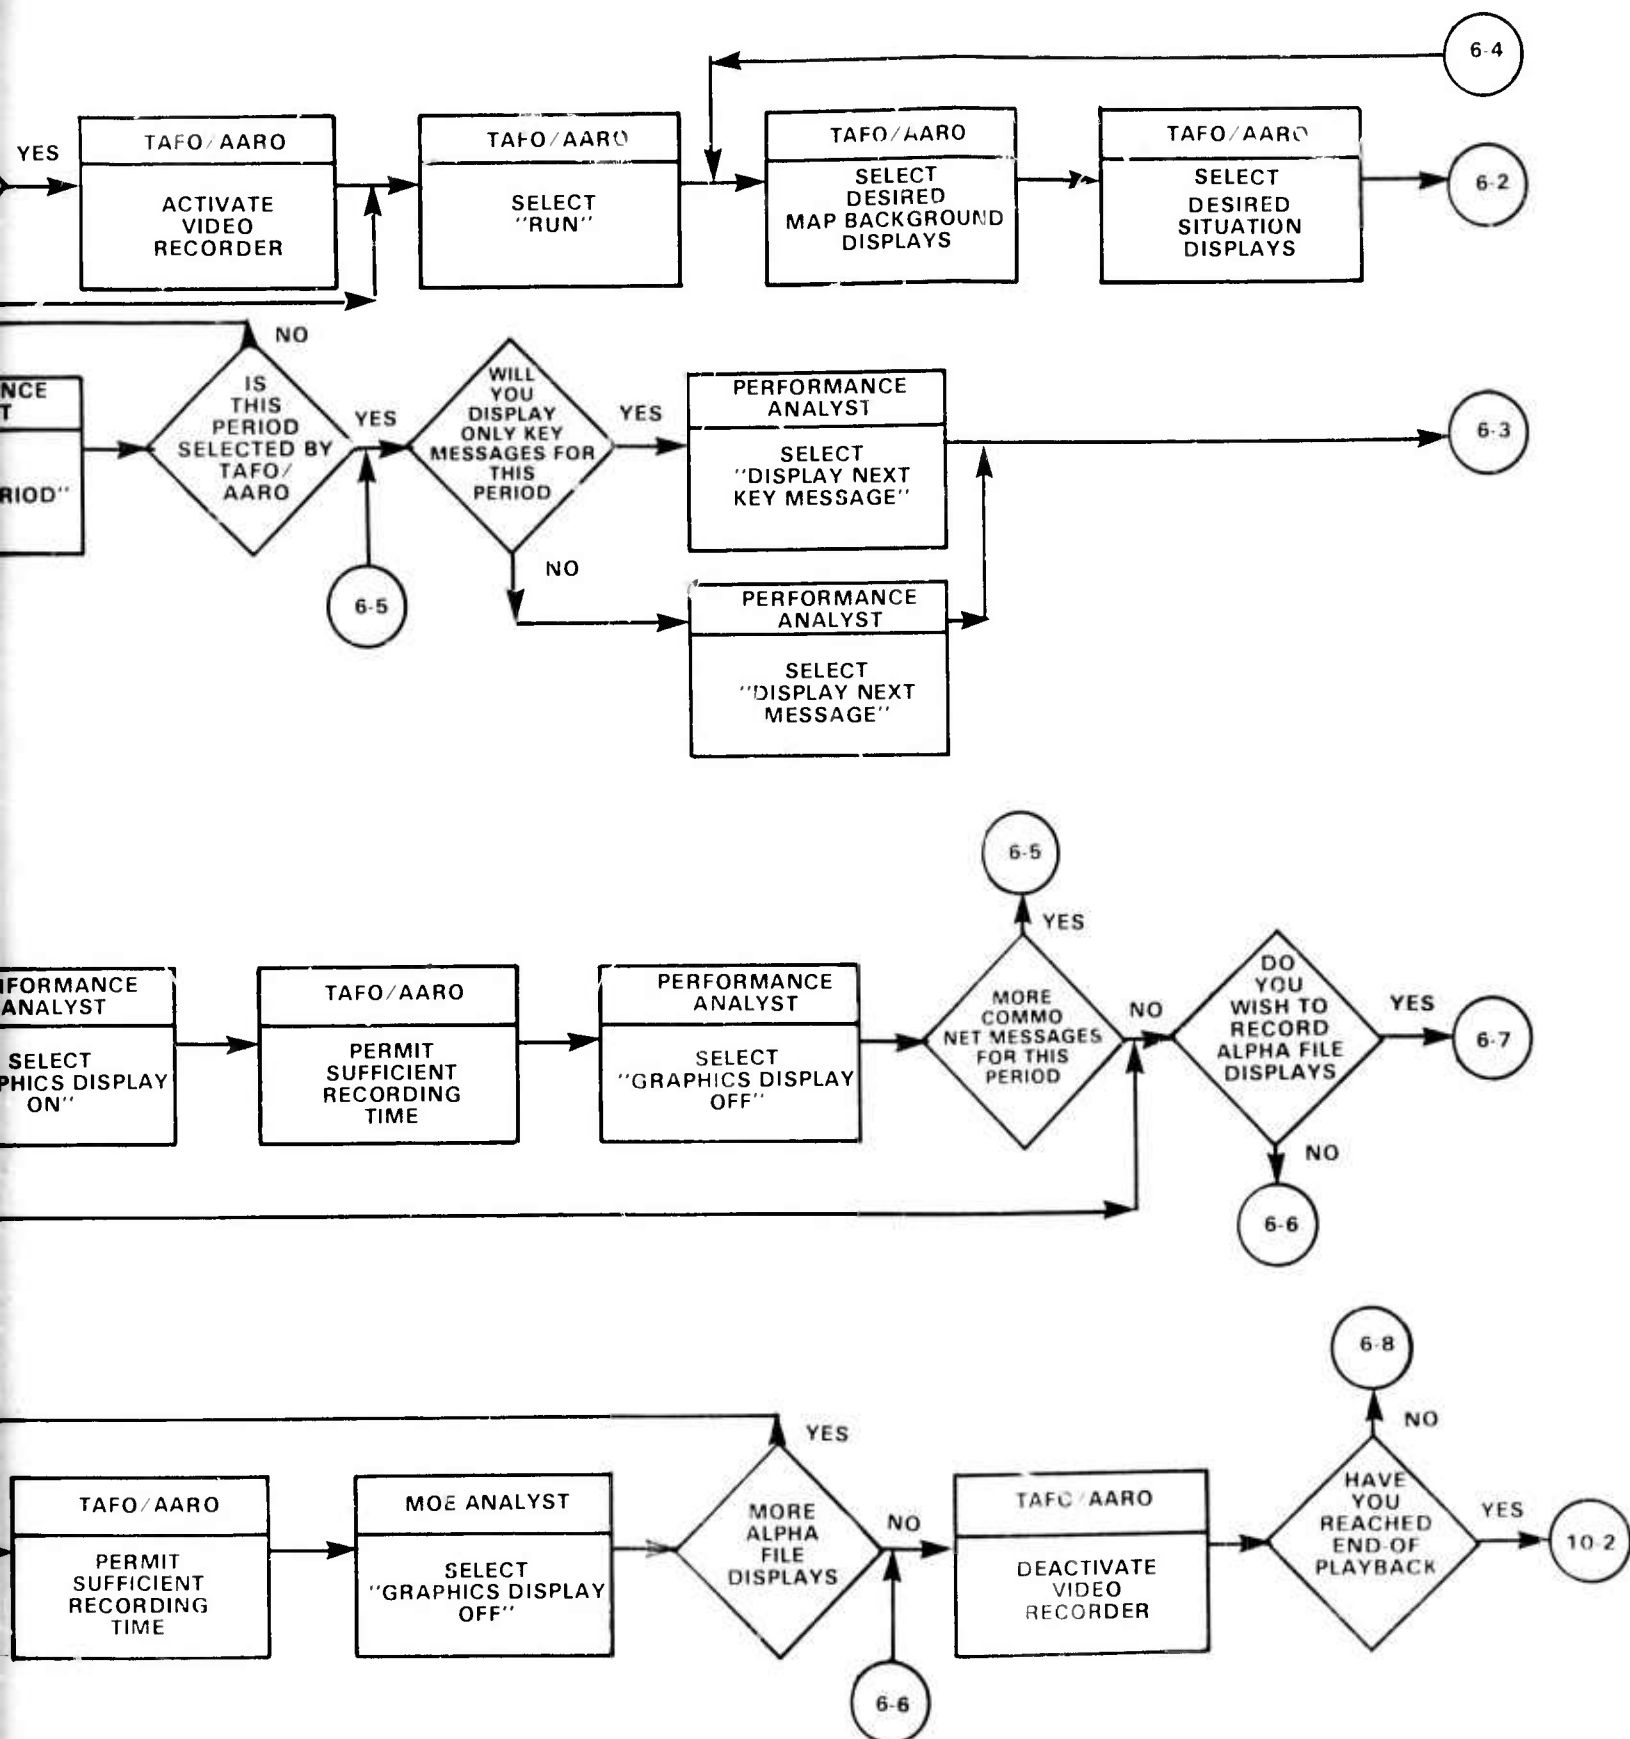 6-4
YES
TAFO/AARO
ACTIVATE
VIDEO
RECORDER
TAFO/AARO
SELECT
"RUN"
TAFO/AARO
SELECT
DESIRED
MAP BACKGROUND
DISPLAYS
TAFO/AARO
SELECT
DESIRED
SITUATION
DISPLAYS
6-2
NO
NCE
T
RIOD"
IS
THIS
PERIOD
SELECTED BY
TAFO/
AARO
YES
6-5
WILL
YOU
DISPLAY
ONLY KEY
MESSAGES FOR
THIS
PERIOD
YES
NO
PERFORMANCE
ANALYST
SELECT
"DISPLAY NEXT
KEY MESSAGE"
6-3
PERFORMANCE
ANALYST
SELECT
"DISPLAY NEXT
MESSAGE"
6-5
YES
FORMANCE
ANALYST
SELECT
PHICS DISPLAY
ON"
TAFO/AARO
PERMIT
SUFFICIENT
RECORDING
TIME
PERFORMANCE
ANALYST
SELECT
"GRAPHICS DISPLAY
OFF"
MORE
COMMO
NET MESSAGES
FOR THIS
PERIOD
NO
DO
YOU
WISH TO
RECORD
ALPHA FILE
DISPLAYS
YES
6-7
NO
6-6
6-8
NO
YES
TAFO/AARO
PERMIT
SUFFICIENT
RECORDING
TIME
MOE ANALYST
SELECT
"GRAPHICS DISPLAY
OFF"
MORE
ALPHA
FILE
DISPLAYS
NO
6-6
TAFO/AARO
DEACTIVATE
VIDEO
RECORDER
HAVE
YOU
REACHED
END-OF
PLAYBACK
YES
10-2